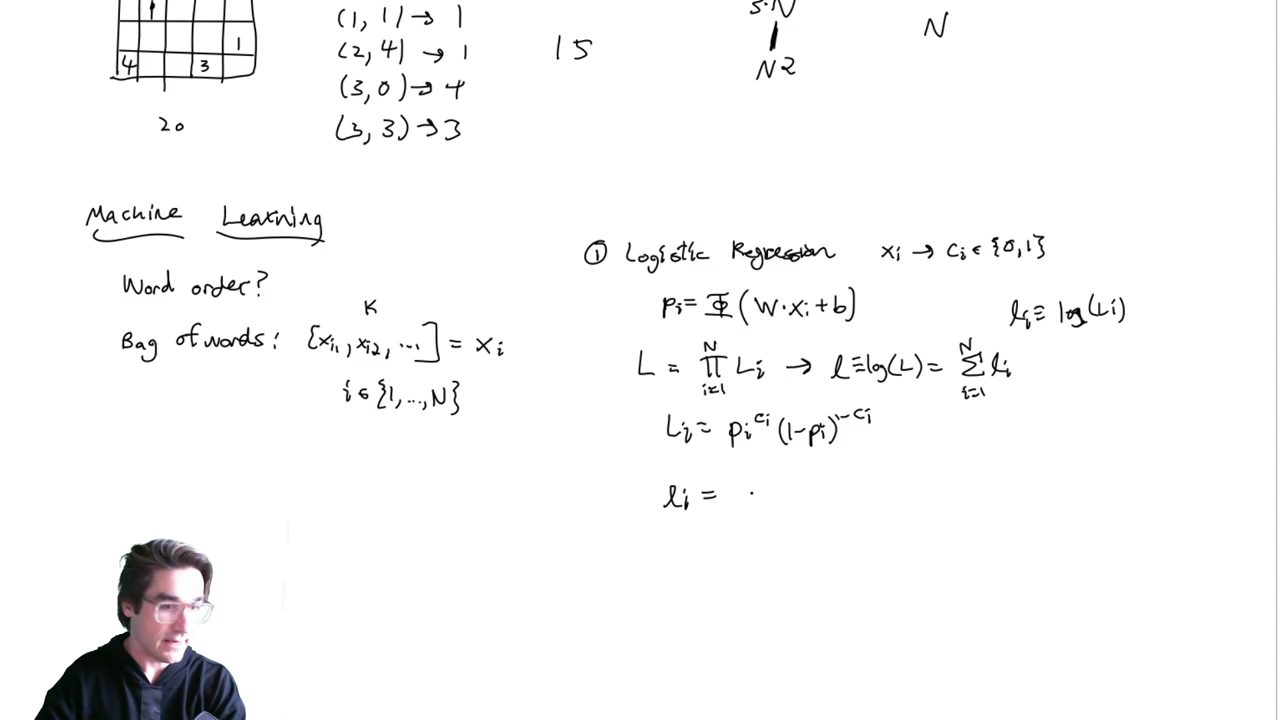 1
4 3
20
(1, 1) → 1
(2, 4) → 1
(3, 0) → 4
(3, 3) → 3
15
3·N
N2
N
Machine Learning
Word order?
K
Bag of words: [xi1, xi2, ...] = xi
i ∈ {1, ..., N}
① Logistic Regression xi → ci ∈ {0,1}
pi = Φ(W·xi+b)
ℓi ≡ log(Li)
L = ∏ i=1 N Li → ℓ ≡ log(L) = ∑ i=1 N ℓi
Li = pi^ci (1-pi)^1-ci
ℓi =